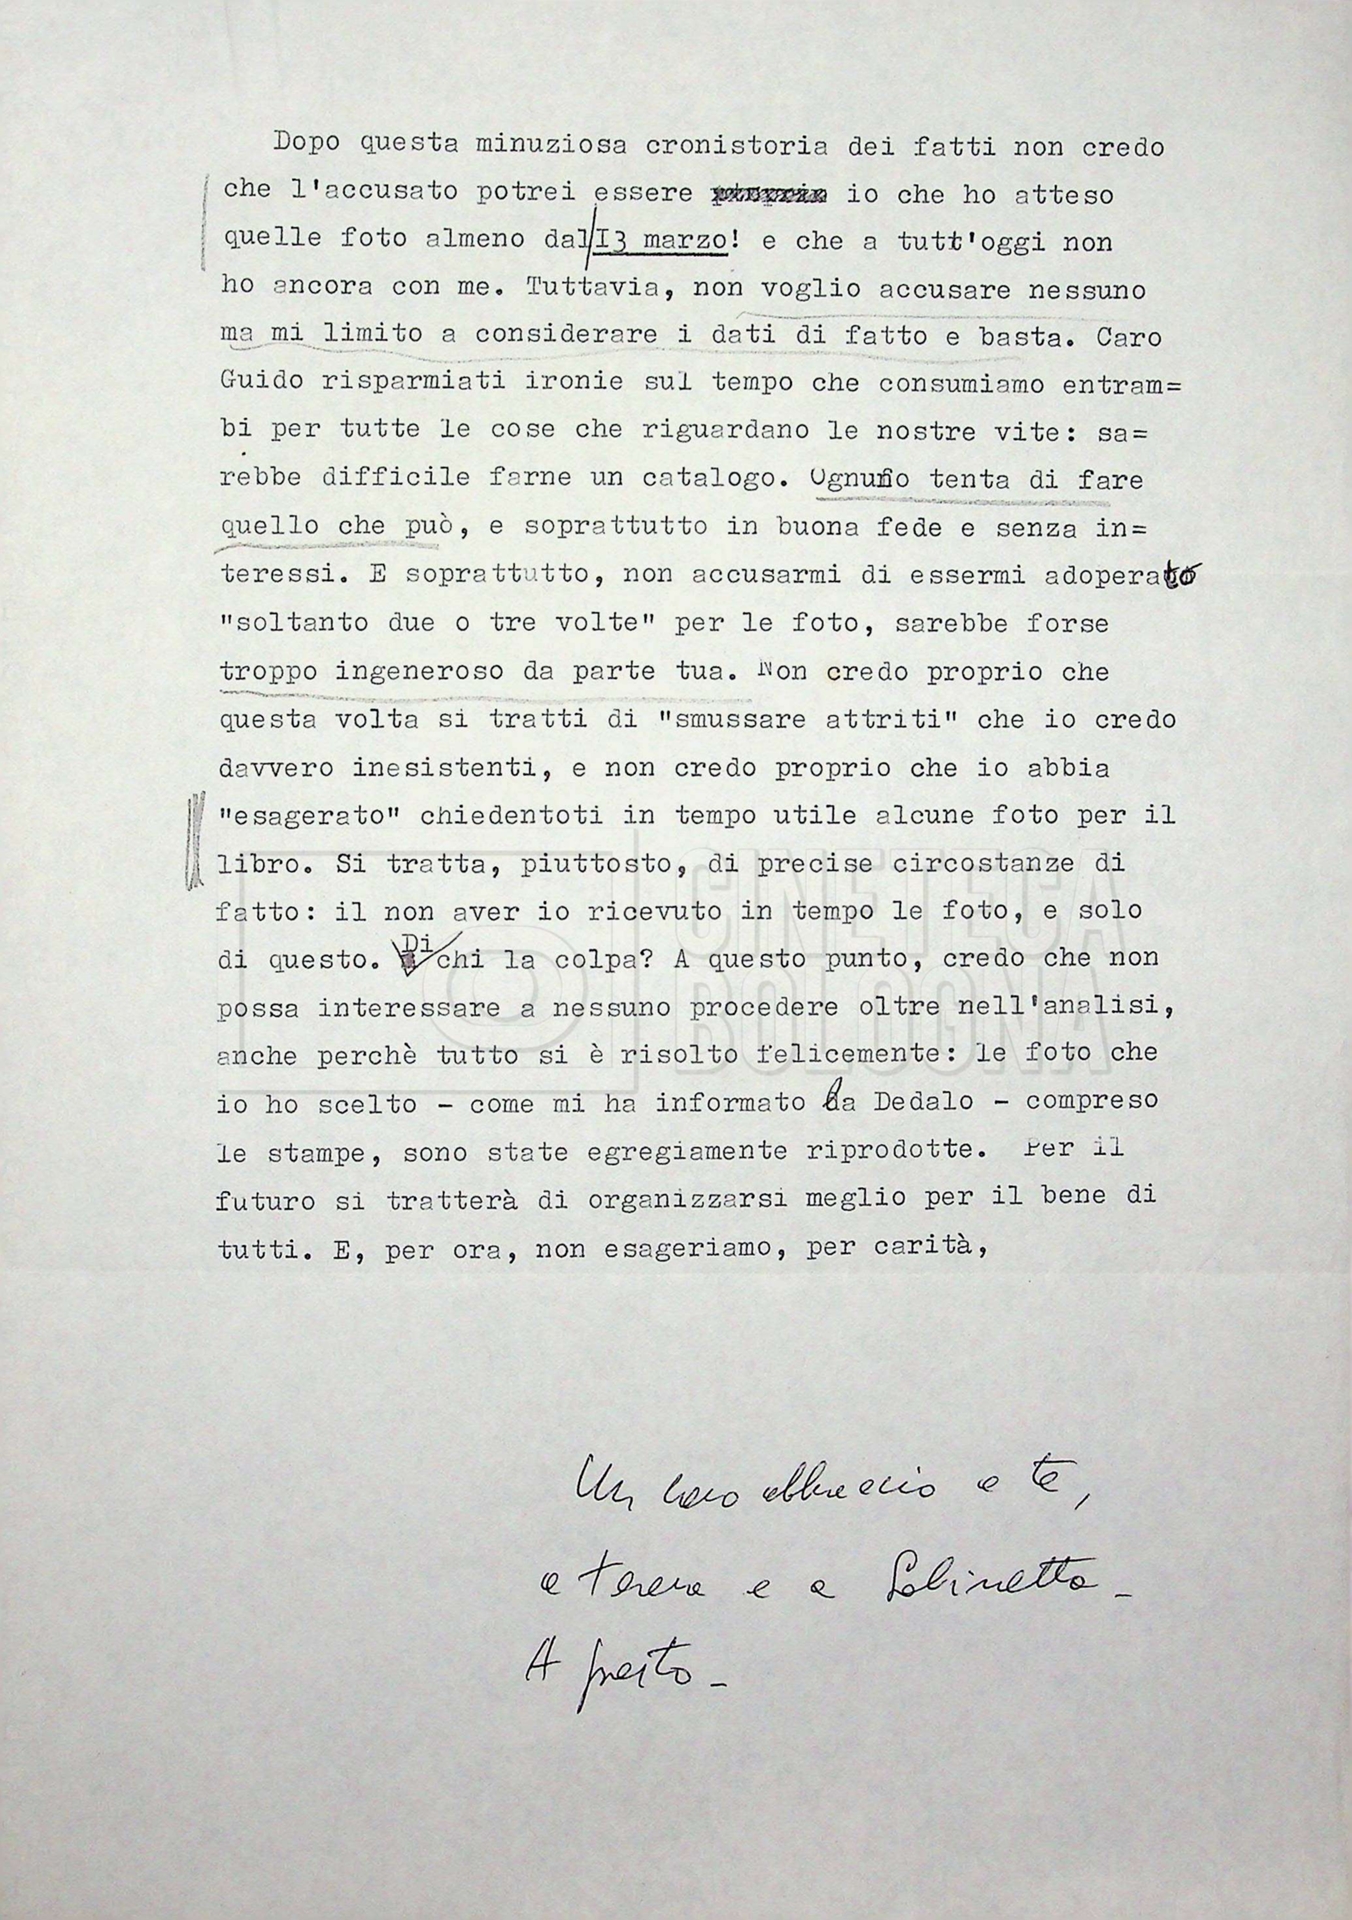 Dopo questa minuziosa cronistoria dei fatti non credo
che l'accusato potrei essere io che ho atteso
quelle foto almeno dal I3 marzo! e che a tutt'oggi non
ho ancora con me. Tuttavia, non voglio accusare nessuno
ma mi limito a considerare i dati di fatto e basta. Caro
Guido risparmiati ironie sul tempo che consumiamo entram=
bi per tutte le cose che riguardano le nostre vite: sa=
rebbe difficile farne un catalogo. Ognuno tenta di fare
quello che può, e soprattutto in buona fede e senza in=
teressi. E soprattutto, non accusarmi di essermi adoperato
"soltanto due o tre volte" per le foto, sarebbe forse
troppo ingeneroso da parte tua. Non credo proprio che
questa volta si tratti di "smussare attriti" che io credo
davvero inesistenti, e non credo proprio che io abbia
"esagerato" chiedentoti in tempo utile alcune foto per il
libro. Si tratta, piuttosto, di precise circostanze di
fatto: il non aver io ricevuto in tempo le foto, e solo
di questo. Di chi la colpa? A questo punto, credo che non
possa interessare a nessuno procedere oltre nell'analisi,
anche perchè tutto si è risolto felicemente: le foto che
io ho scelto - come mi ha informato la Dedalo - compreso
le stampe, sono state egregiamente riprodotte. Per il
futuro si tratterà di organizzarsi meglio per il bene di
tutti. E, per ora, non esageriamo, per carità,
Un caro abbraccio a te,
a e a
A presto -
CINETECA
BOLOGNA